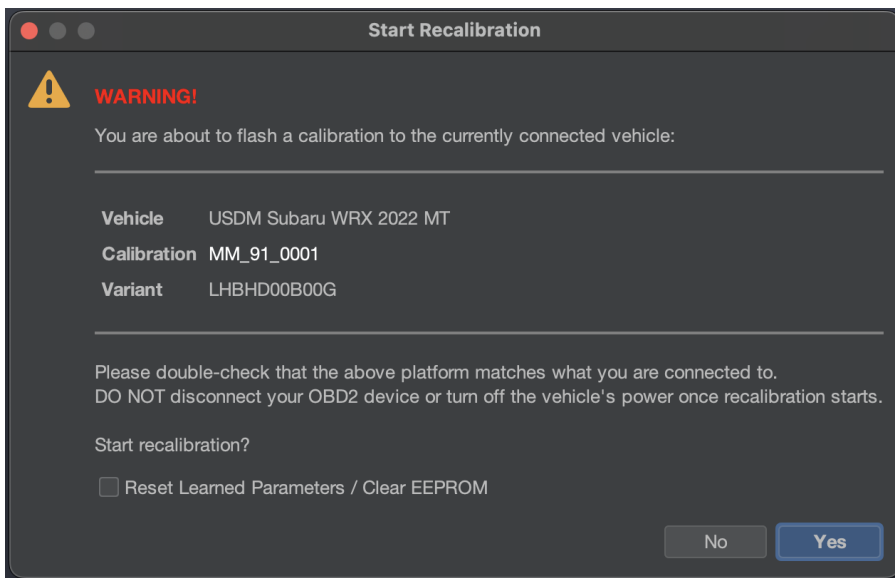 Start Recalibration
WARNING!
You are about to flash a calibration to the currently connected vehicle:
Vehicle USDM Subaru WRX 2022 MT
Calibration MM_91_0001
Variant LHBHD00B00G
Please double-check that the above platform matches what you are connected to.
DO NOT disconnect your OBD2 device or turn off the vehicle's power once recalibration starts.
Start recalibration?
Reset Learned Parameters / Clear EEPROM
No Yes